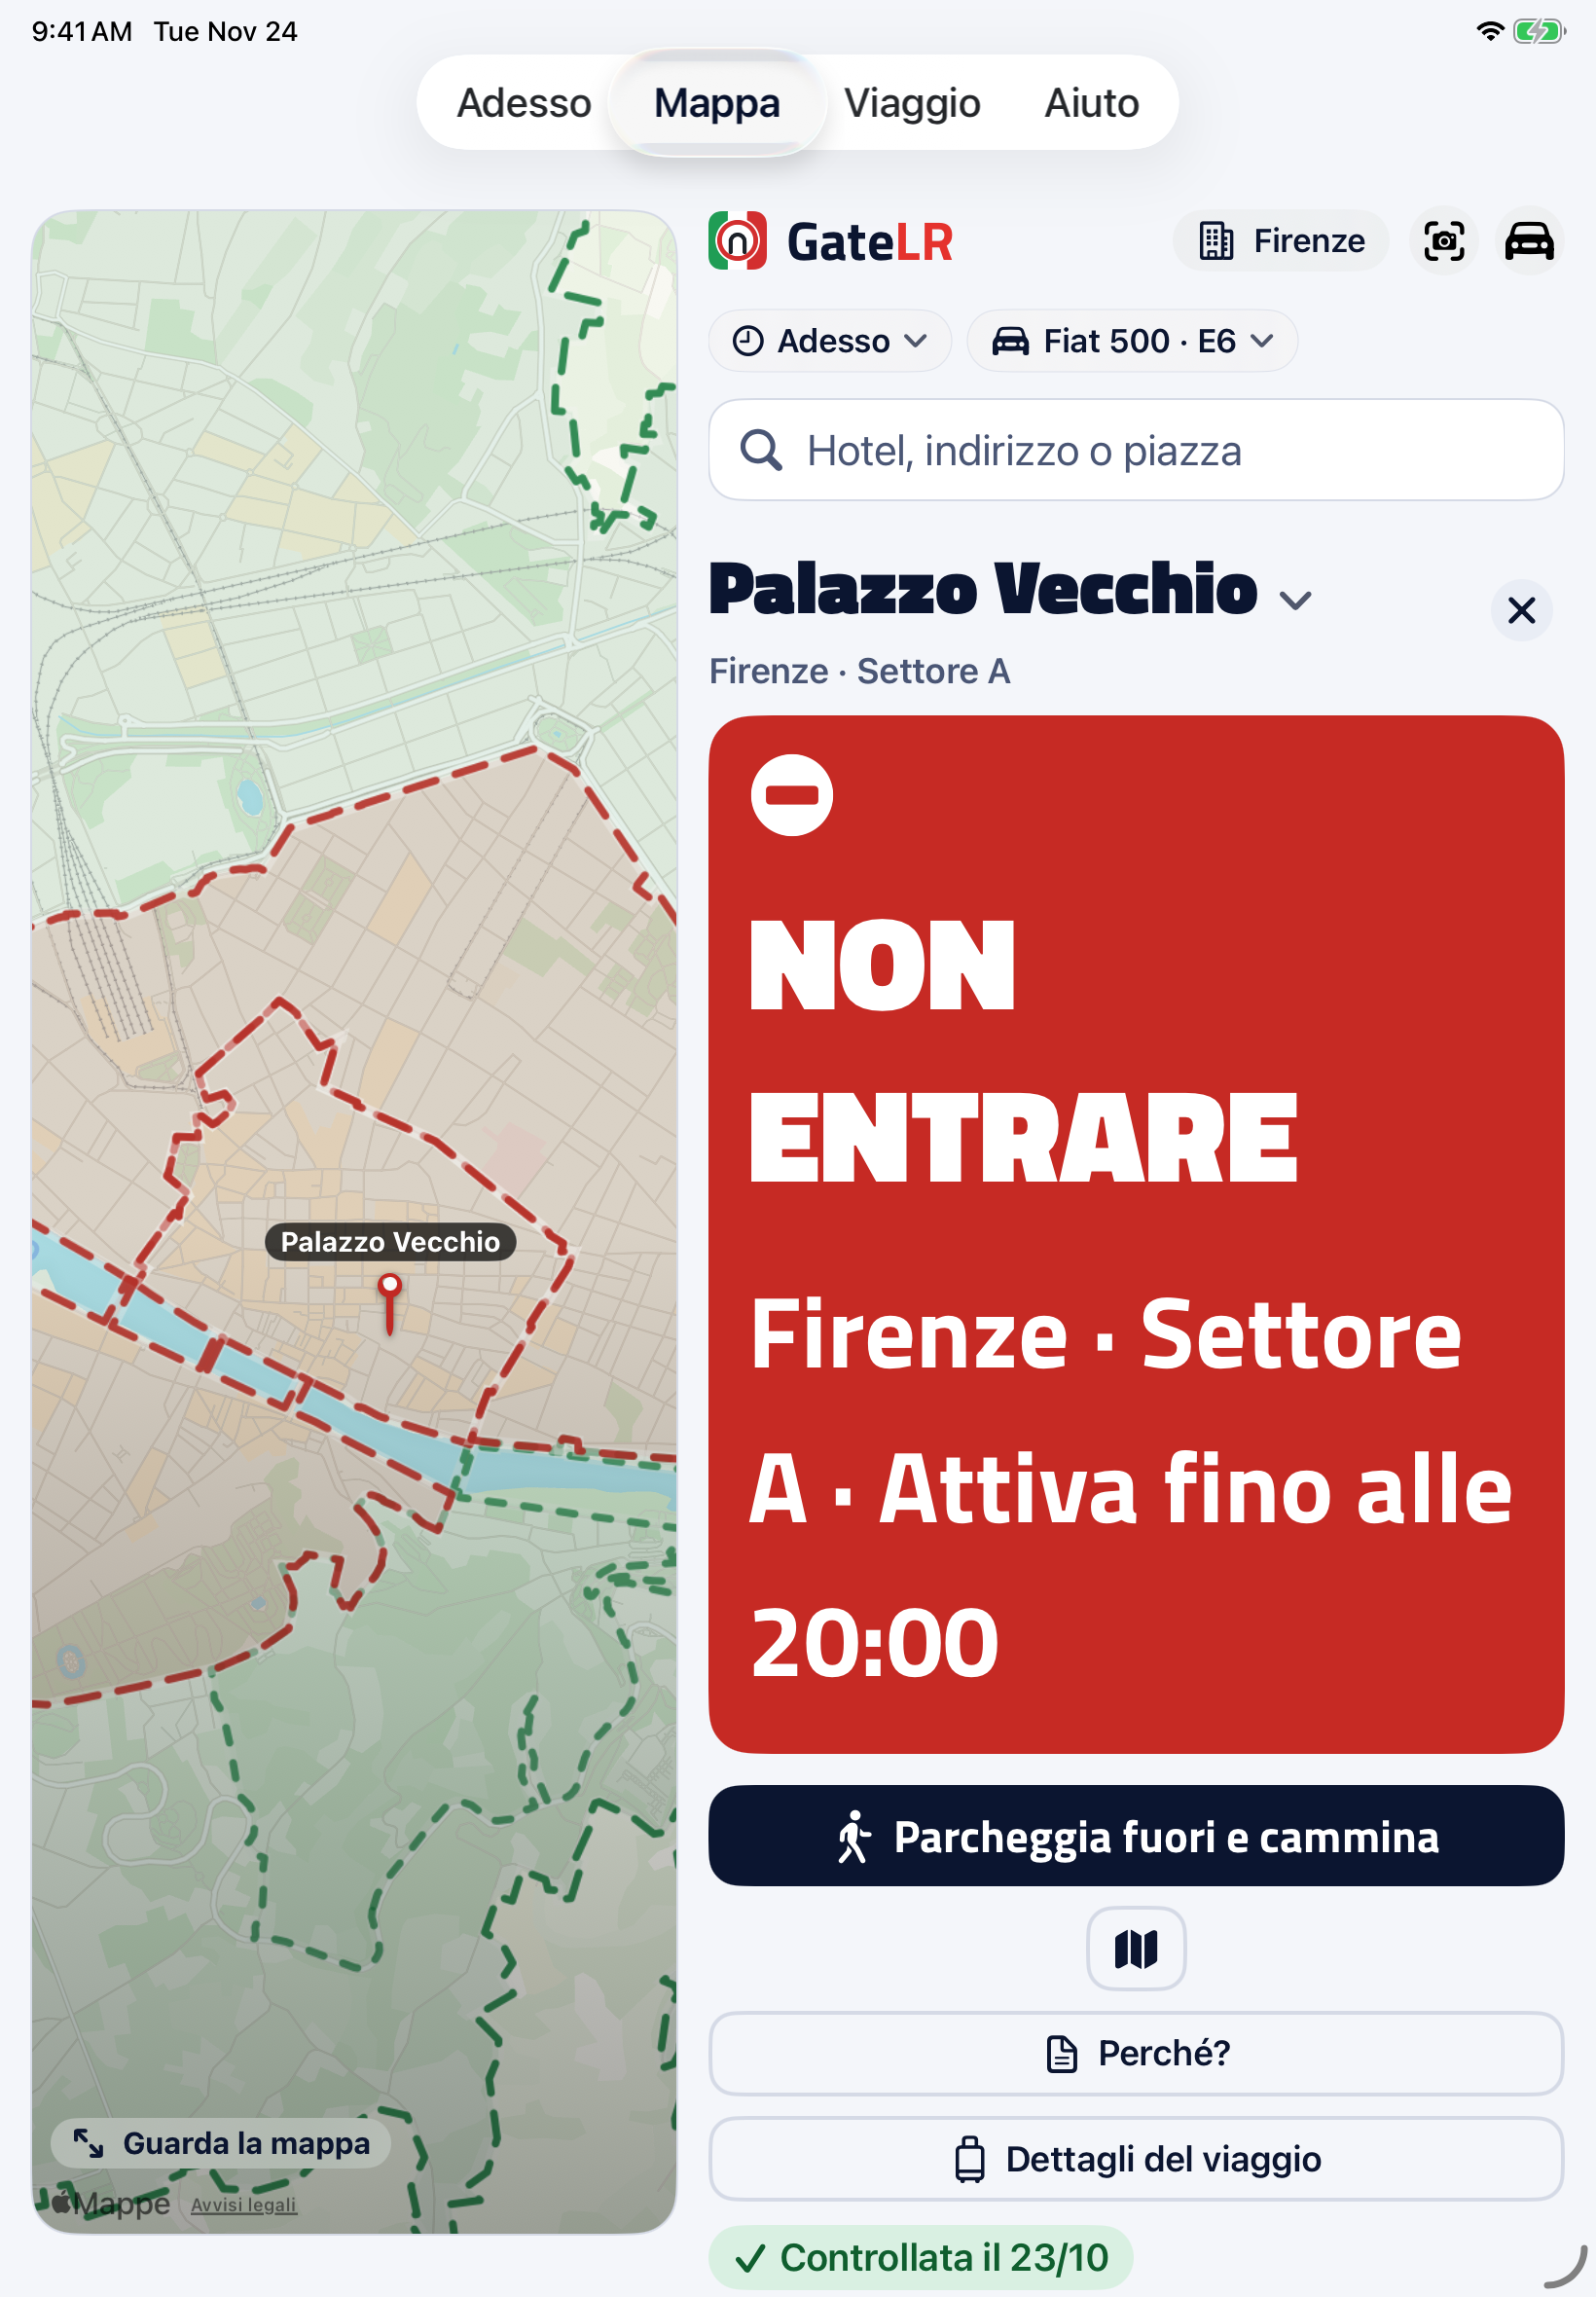 9:41 AM Tue Nov 24
Adesso Mappa Viaggio Aiuto
GateLR
Firenze
Adesso
Fiat 500 · E6
Hotel, indirizzo o piazza
Palazzo Vecchio
Firenze · Settore A
NON
ENTRARE
Firenze · Settore
A · Attiva fino alle
20:00
Parcheggia fuori e cammina
Perché?
Dettagli del viaggio
Controllata il 23/10
Palazzo Vecchio
Guarda la mappa
Mappe Avvisi legali